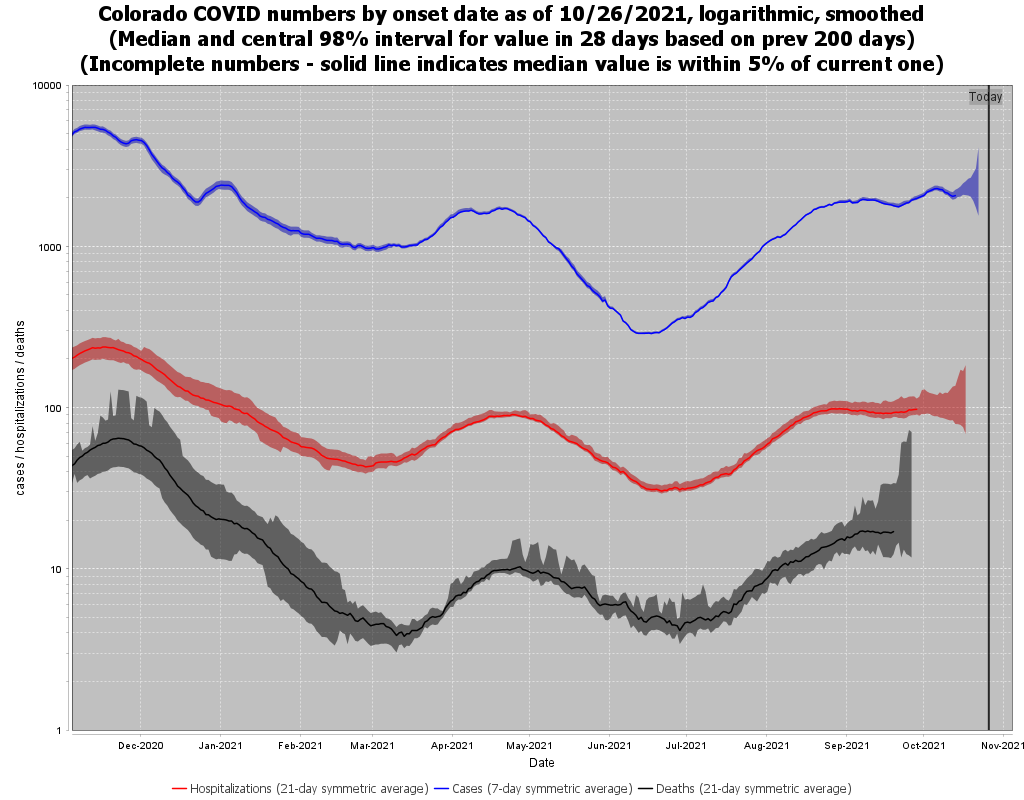 Colorado COVID numbers by onset date as of 10/26/2021, logarithmic, smoothed
(Median and central 98% interval for value in 28 days based on prev 200 days)
(Incomplete numbers - solid line indicates median value is within 5% of current one)
Today
10000
1000
100
10
1
cases / hospitalizations / deaths
Dec-2020 Jan-2021 Feb-2021 Mar-2021 Apr-2021 May-2021 Jun-2021 Jul-2021 Aug-2021 Sep-2021 Oct-2021 Nov-2021
Date
Hospitalizations (21-day symmetric average) Cases (7-day symmetric average) Deaths (21-day symmetric average)